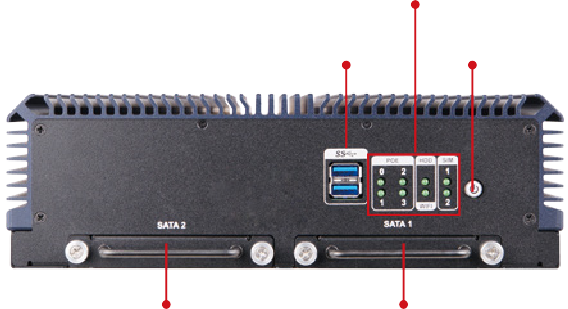 SS
POE HDD SIM
0 2 1
1 3 WiFi 2
SATA 2
SATA 1